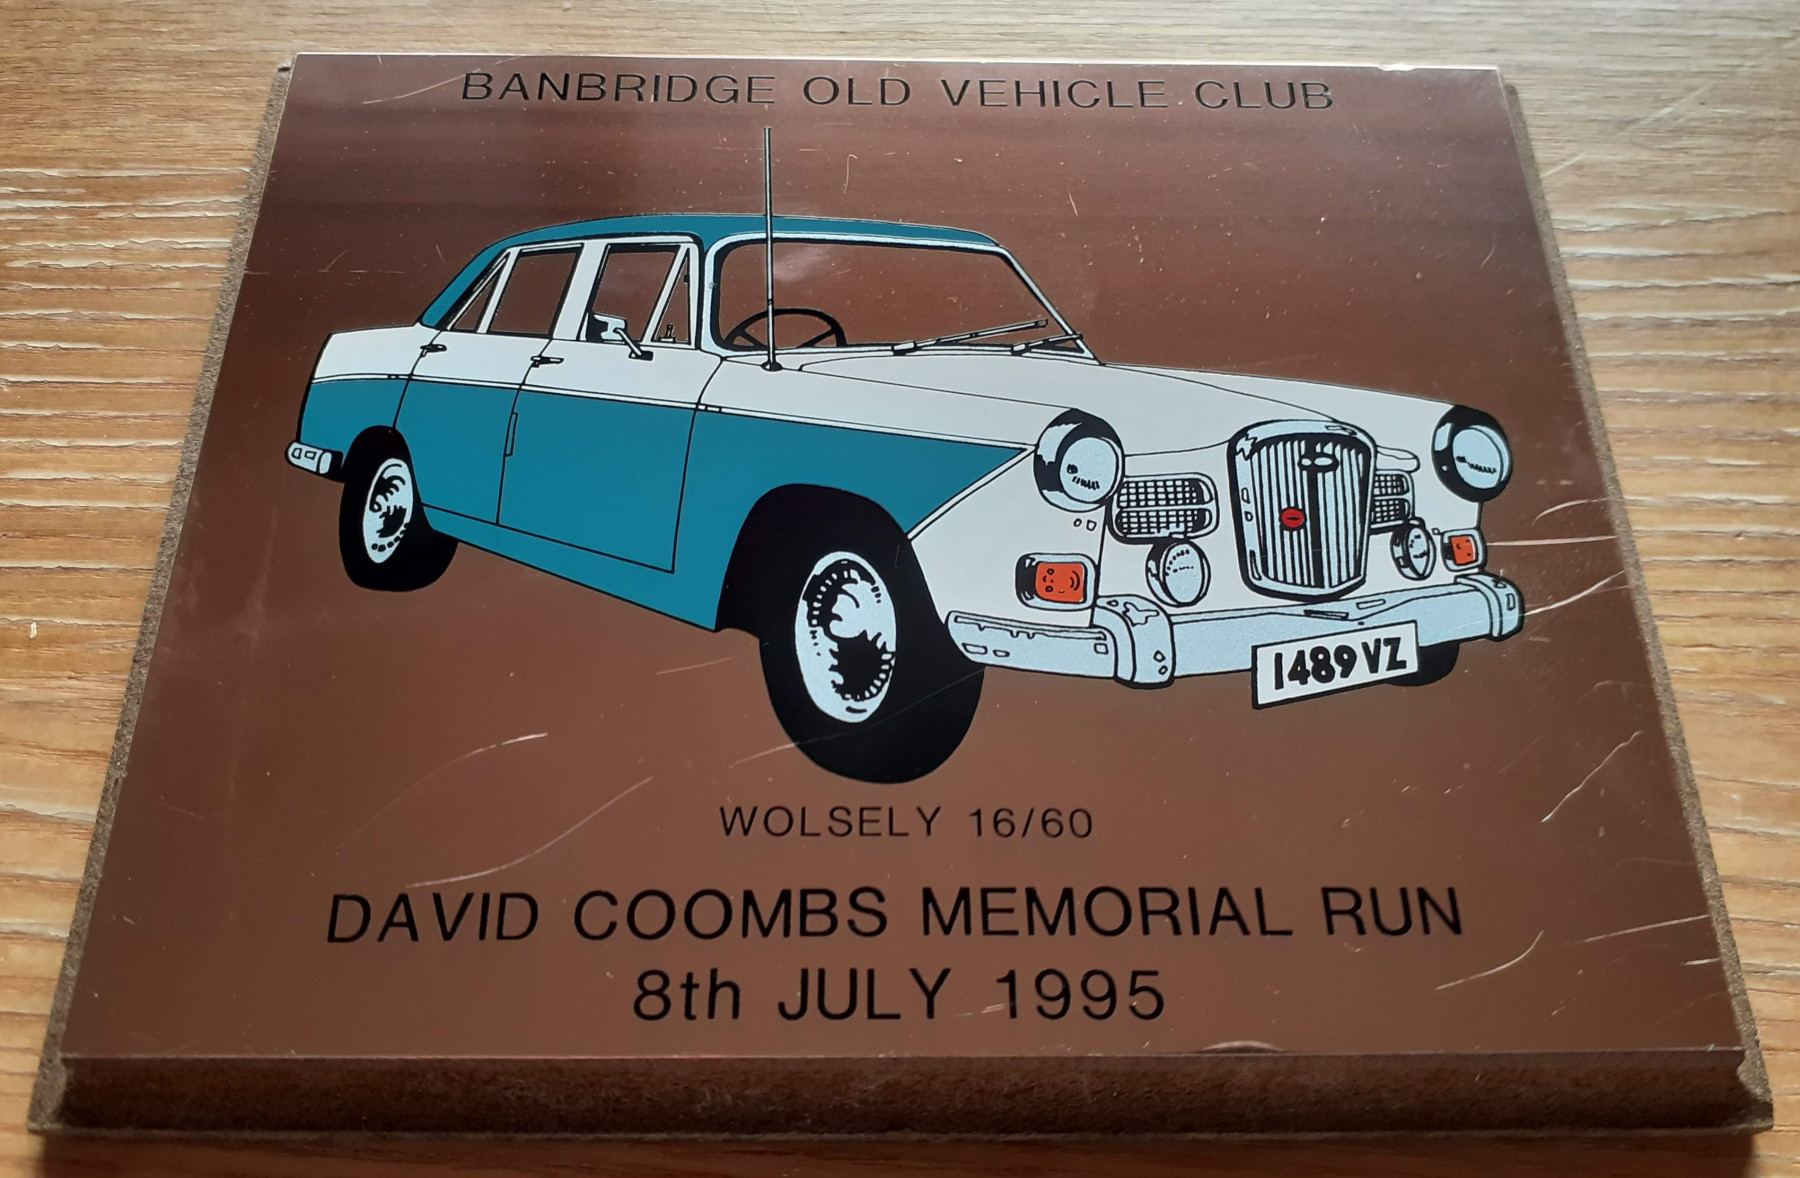 BANBRIDGE OLD VEHICLE CLUB
1489 VZ
WOLSELY 16/60
DAVID COOMBS MEMORIAL RUN
8th JULY 1995